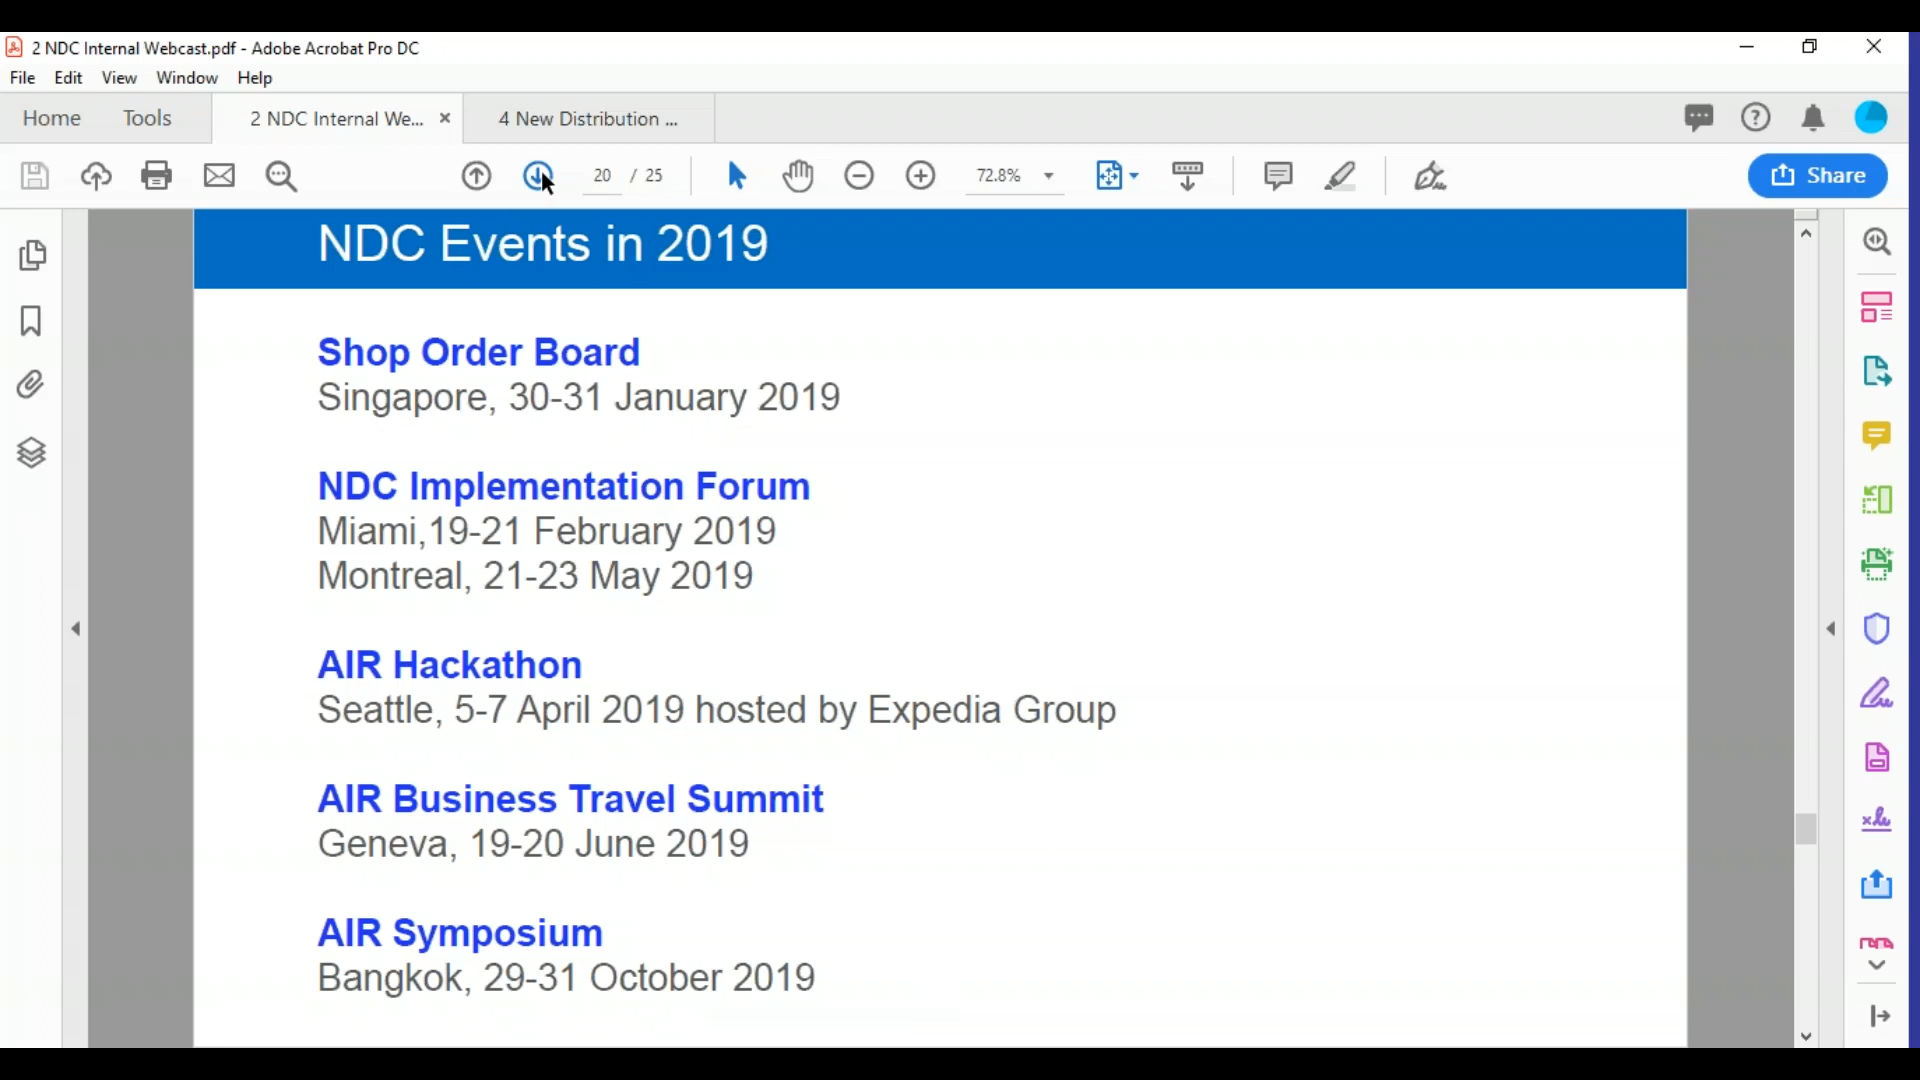 2 NDC Internal Webcast.pdf - Adobe Acrobat Pro DC
File Edit View Window Help
Home Tools 2 NDC Internal We... × 4 New Distribution ...
20 / 25 72.8% Share
NDC Events in 2019
Shop Order Board
Singapore, 30-31 January 2019
NDC Implementation Forum
Miami,19-21 February 2019
Montreal, 21-23 May 2019
AIR Hackathon
Seattle, 5-7 April 2019 hosted by Expedia Group
AIR Business Travel Summit
Geneva, 19-20 June 2019
AIR Symposium
Bangkok, 29-31 October 2019